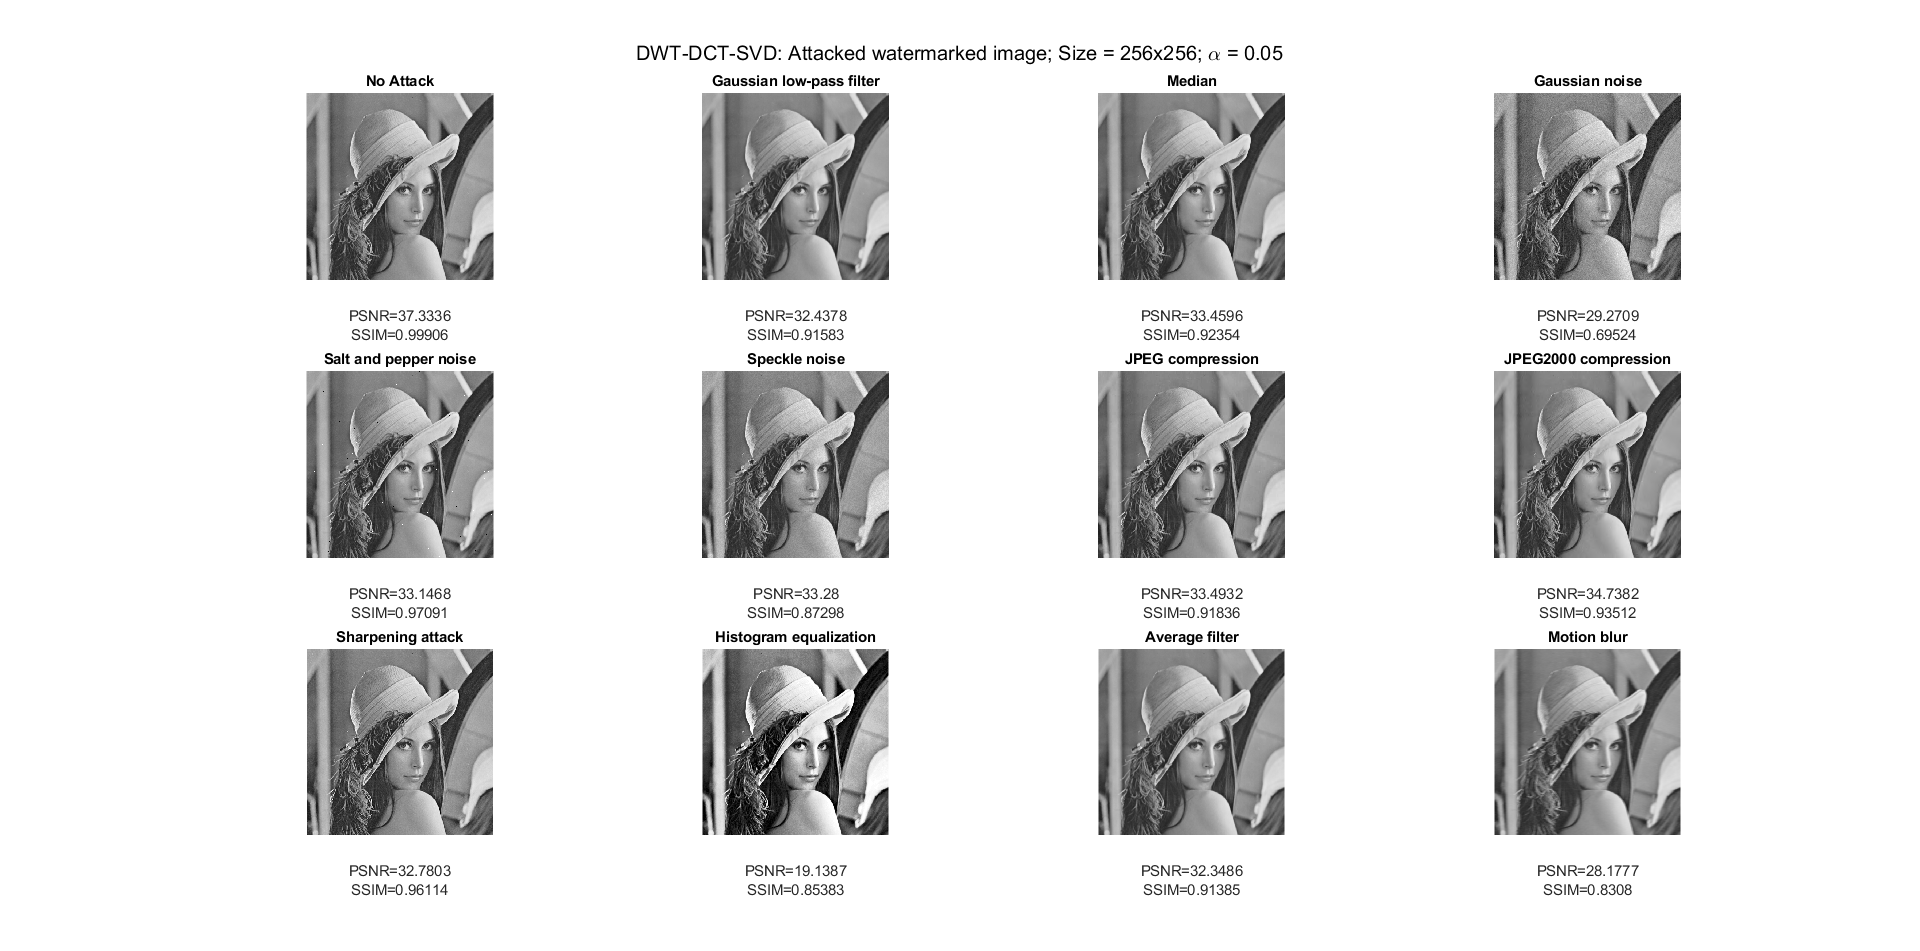 DWT-DCT-SVD: Attacked watermarked image; Size = 256x256; α = 0.05
No Attack
Gaussian low-pass filter
Median
Gaussian noise
PSNR=37.3336
SSIM=0.99906
PSNR=32.4378
SSIM=0.91583
PSNR=33.4596
SSIM=0.92354
PSNR=29.2709
SSIM=0.69524
Salt and pepper noise
Speckle noise
JPEG compression
JPEG2000 compression
PSNR=33.1468
SSIM=0.97091
PSNR=33.28
SSIM=0.87298
PSNR=33.4932
SSIM=0.91836
PSNR=34.7382
SSIM=0.93512
Sharpening attack
Histogram equalization
Average filter
Motion blur
PSNR=32.7803
SSIM=0.96114
PSNR=19.1387
SSIM=0.85383
PSNR=32.3486
SSIM=0.91385
PSNR=28.1777
SSIM=0.8308